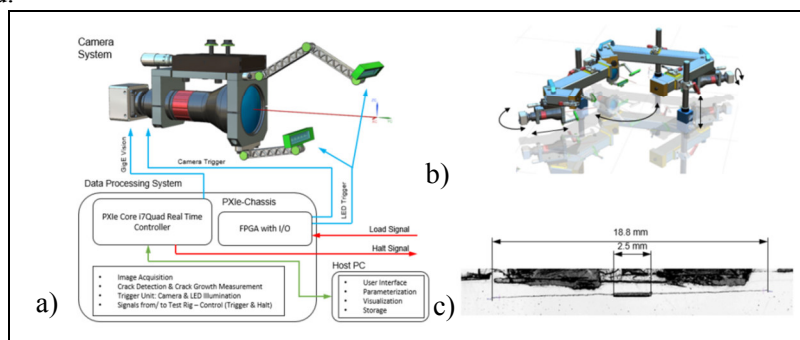 Camera
System
GigE Vision
Camera Trigger
LED Trigger
Data Processing System
PXIe-Chassis
PXIe Core i7Quad Real Time
Controller
FPGA with I/O
Load Signal
Halt Signal
• Image Acquisition
• Crack Detection & Crack Growth Measurement
• Trigger Unit: Camera & LED Illumination
• Signals from/ to Test Rig – Control (Trigger & Halt)
Host PC
• User Interface
• Parameterization
• Visualization
• Storage
a)
b)
18.8 mm
2.5 mm
c)